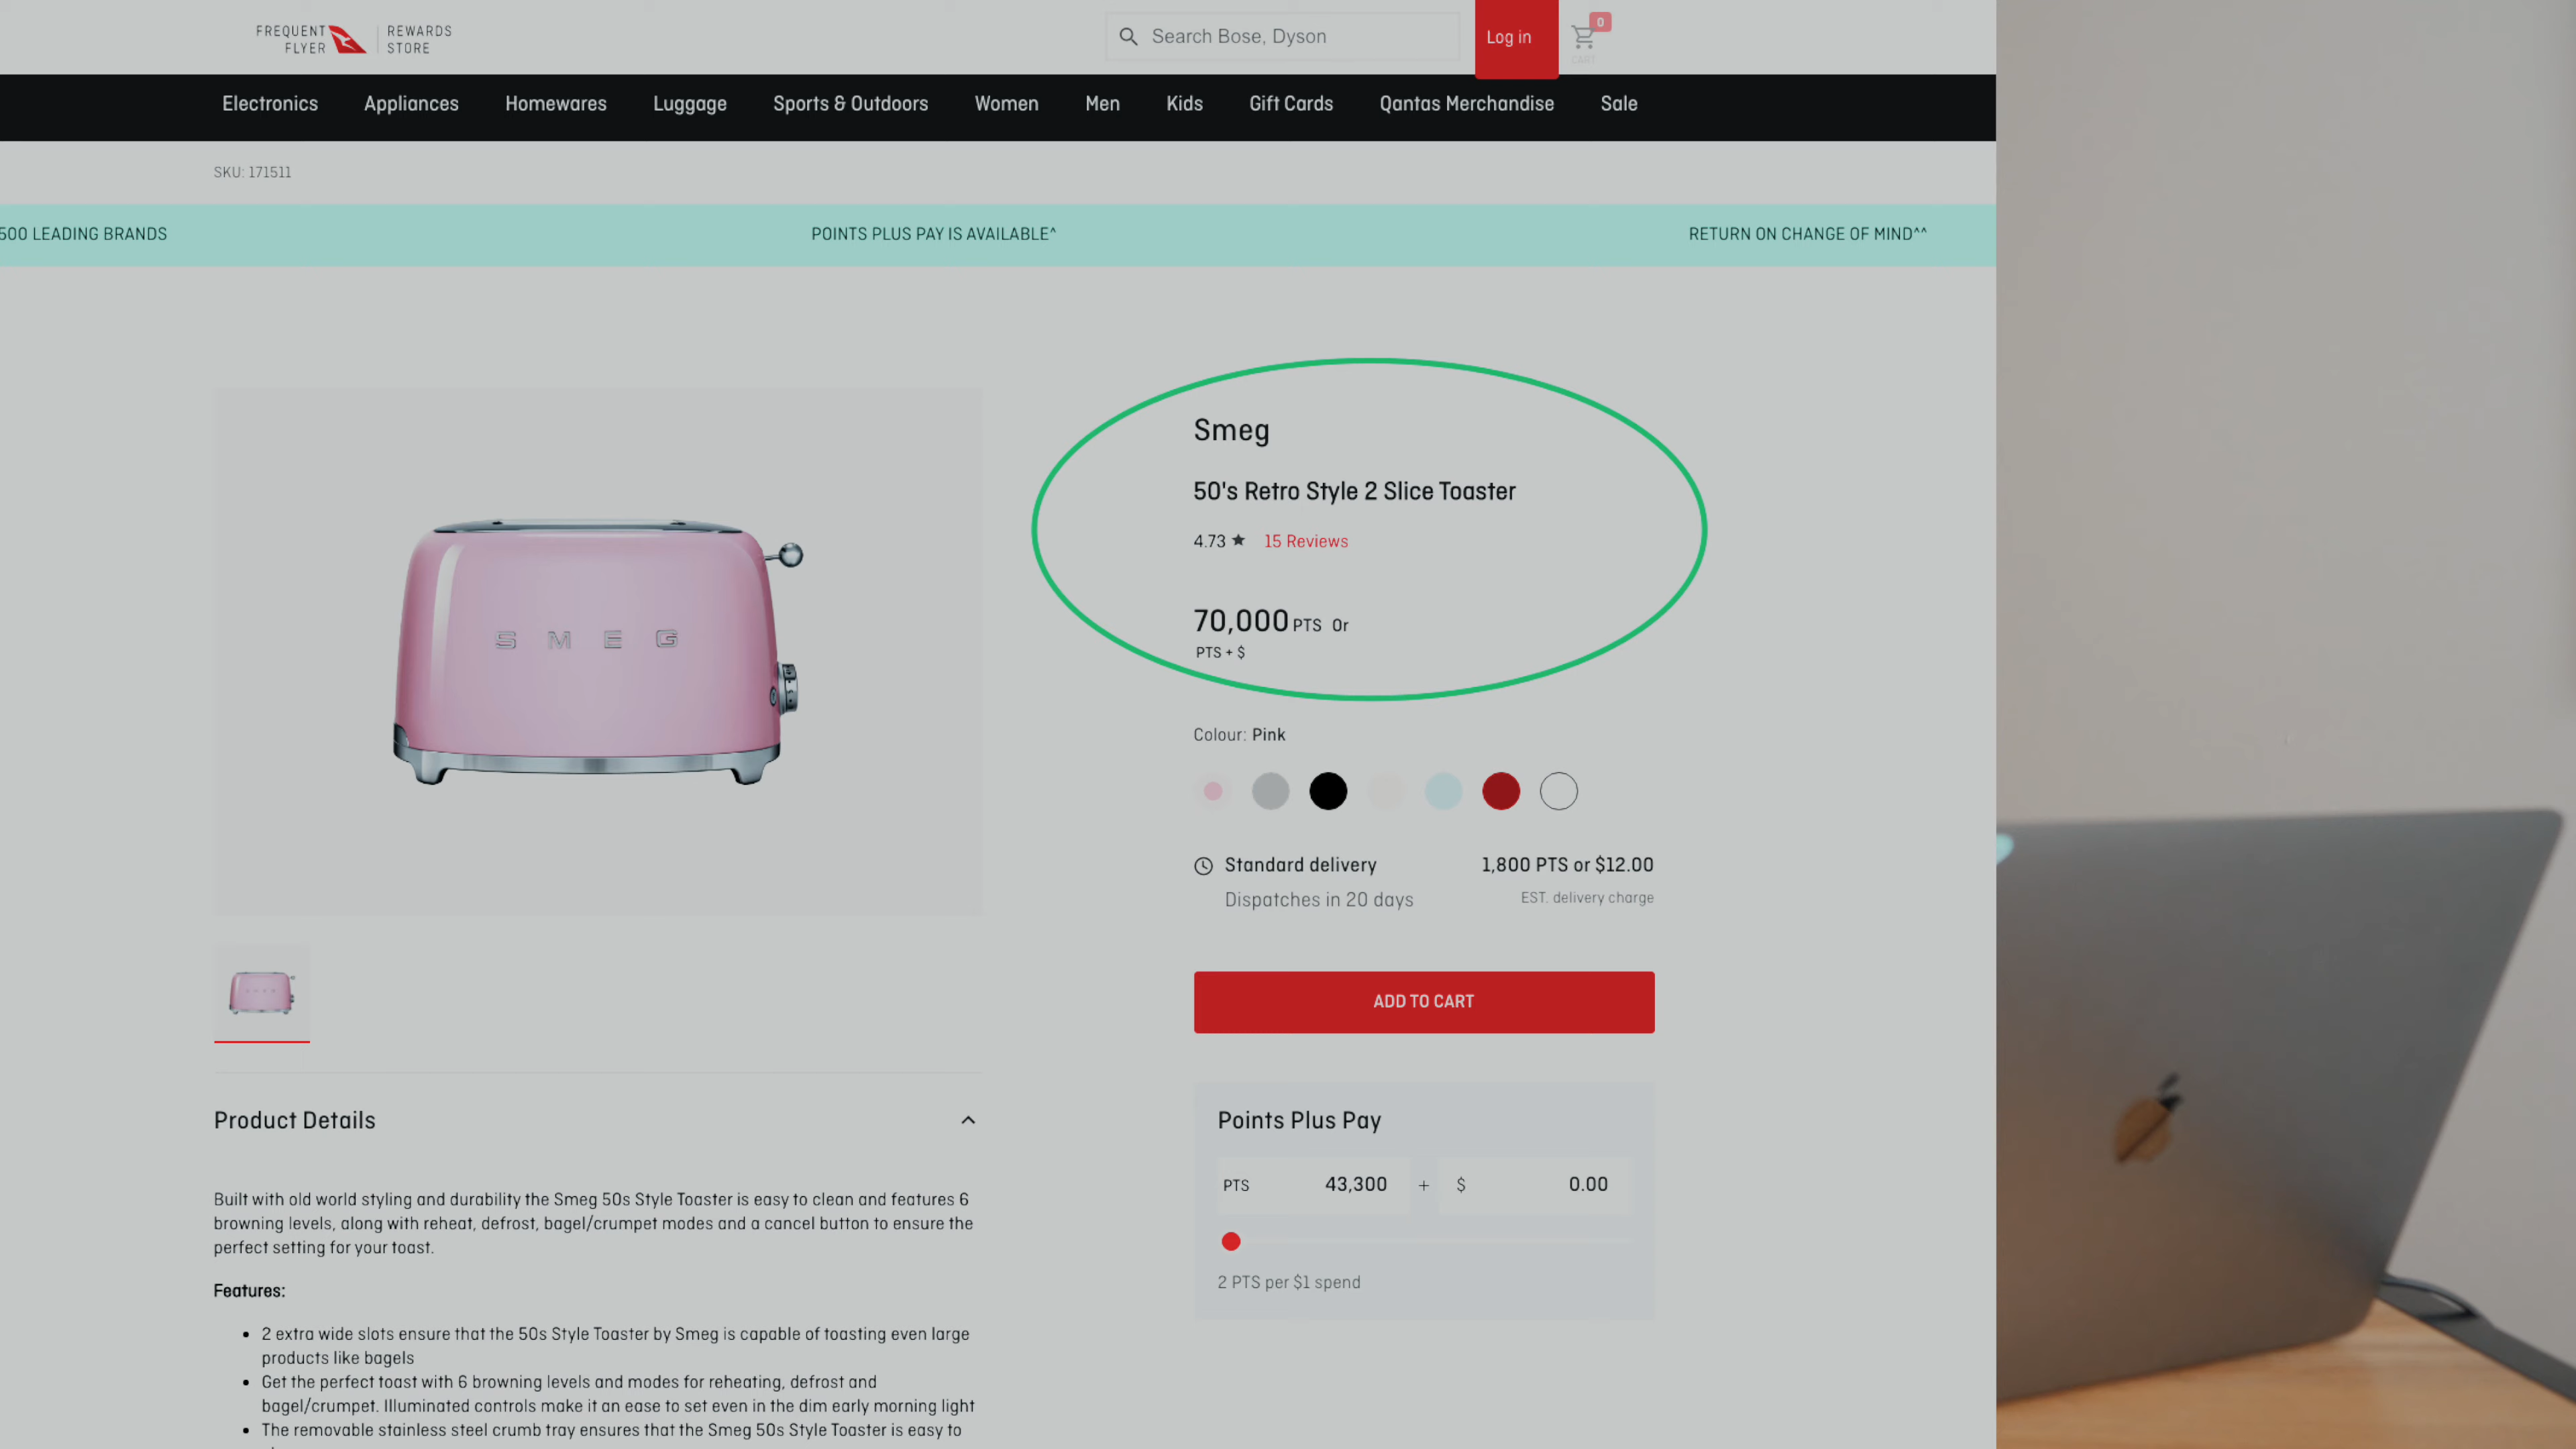 FREQUENT FLYER
REWARDS STORE
Search Bose, Dyson
Log in
0
CART
Electronics Appliances Homewares Luggage Sports & Outdoors Women Men Kids Gift Cards Qantas Merchandise Sale
SKU: 171511
500 LEADING BRANDS POINTS PLUS PAY IS AVAILABLE^ RETURN ON CHANGE OF MIND^^
SMEG
Smeg
50's Retro Style 2 Slice Toaster
4.73 ★ 15 Reviews
70,000 PTS Or
PTS + $
Colour: Pink
Standard delivery 1,800 PTS or $12.00
Dispatches in 20 days EST. delivery charge
ADD TO CART
Points Plus Pay
PTS 43,300 + $ 0.00
2 PTS per $1 spend
Product Details
Built with old world styling and durability the Smeg 50s Style Toaster is easy to clean and features 6
browning levels, along with reheat, defrost, bagel/crumpet modes and a cancel button to ensure the
perfect setting for your toast.
Features:
• 2 extra wide slots ensure that the 50s Style Toaster by Smeg is capable of toasting even large
products like bagels
• Get the perfect toast with 6 browning levels and modes for reheating, defrost and
bagel/crumpet. Illuminated controls make it an ease to set even in the dim early morning light
• The removable stainless steel crumb tray ensures that the Smeg 50s Style Toaster is easy to